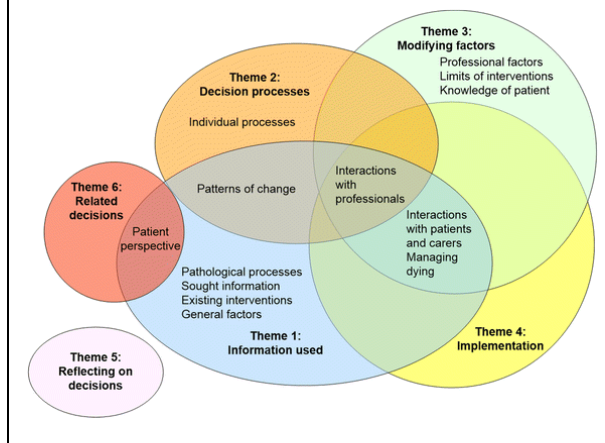 Theme 3:
Modifying factors
Professional factors
Limits of interventions
Knowledge of patient
Theme 2:
Decision processes
Individual processes
Patterns of change
Interactions
with
professionals
Theme 6:
Related
decisions
Patient
perspective
Interactions
with patients
and carers
Managing
dying
Pathological processes
Sought information
Existing interventions
General factors
Theme 1:
Information used
Theme 4:
Implementation
Theme 5:
Reflecting on
decisions